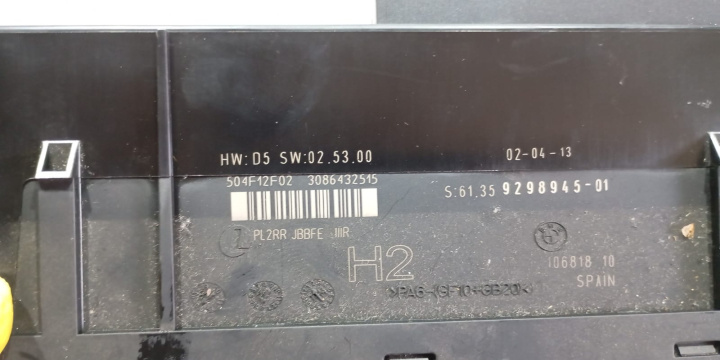 HW: D5 SW:02.53.00
02-04-13
504F12F02 3086432515
S:61.35 9298945-01
PL2RR JBBFE IIIR
H2
106818 10
SPAIN